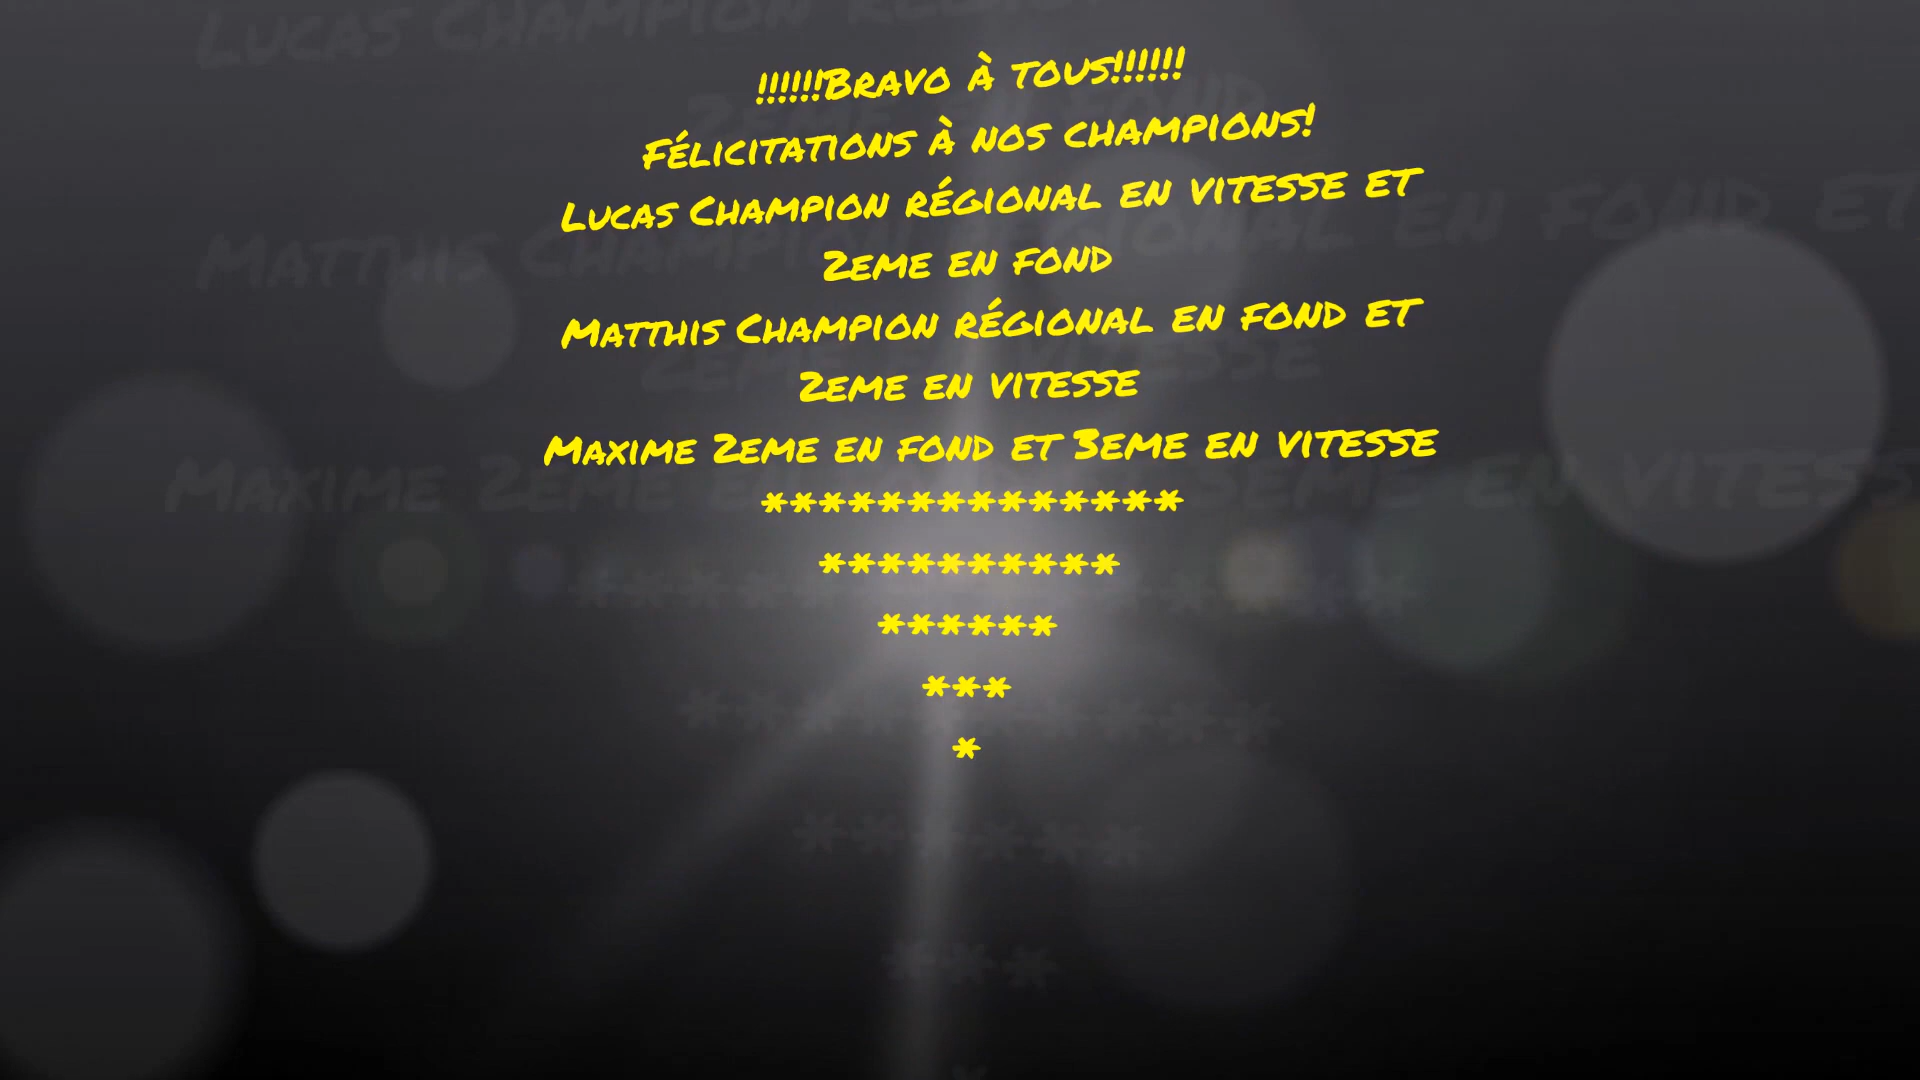 !!!!!!Bravo à tous!!!!!!
Félicitations à nos champions!
Lucas Champion régional en vitesse et
2eme en fond
Matthis Champion régional en fond et
2eme en vitesse
Maxime 2eme en fond et 3eme en vitesse
**************
**********
******
***
*